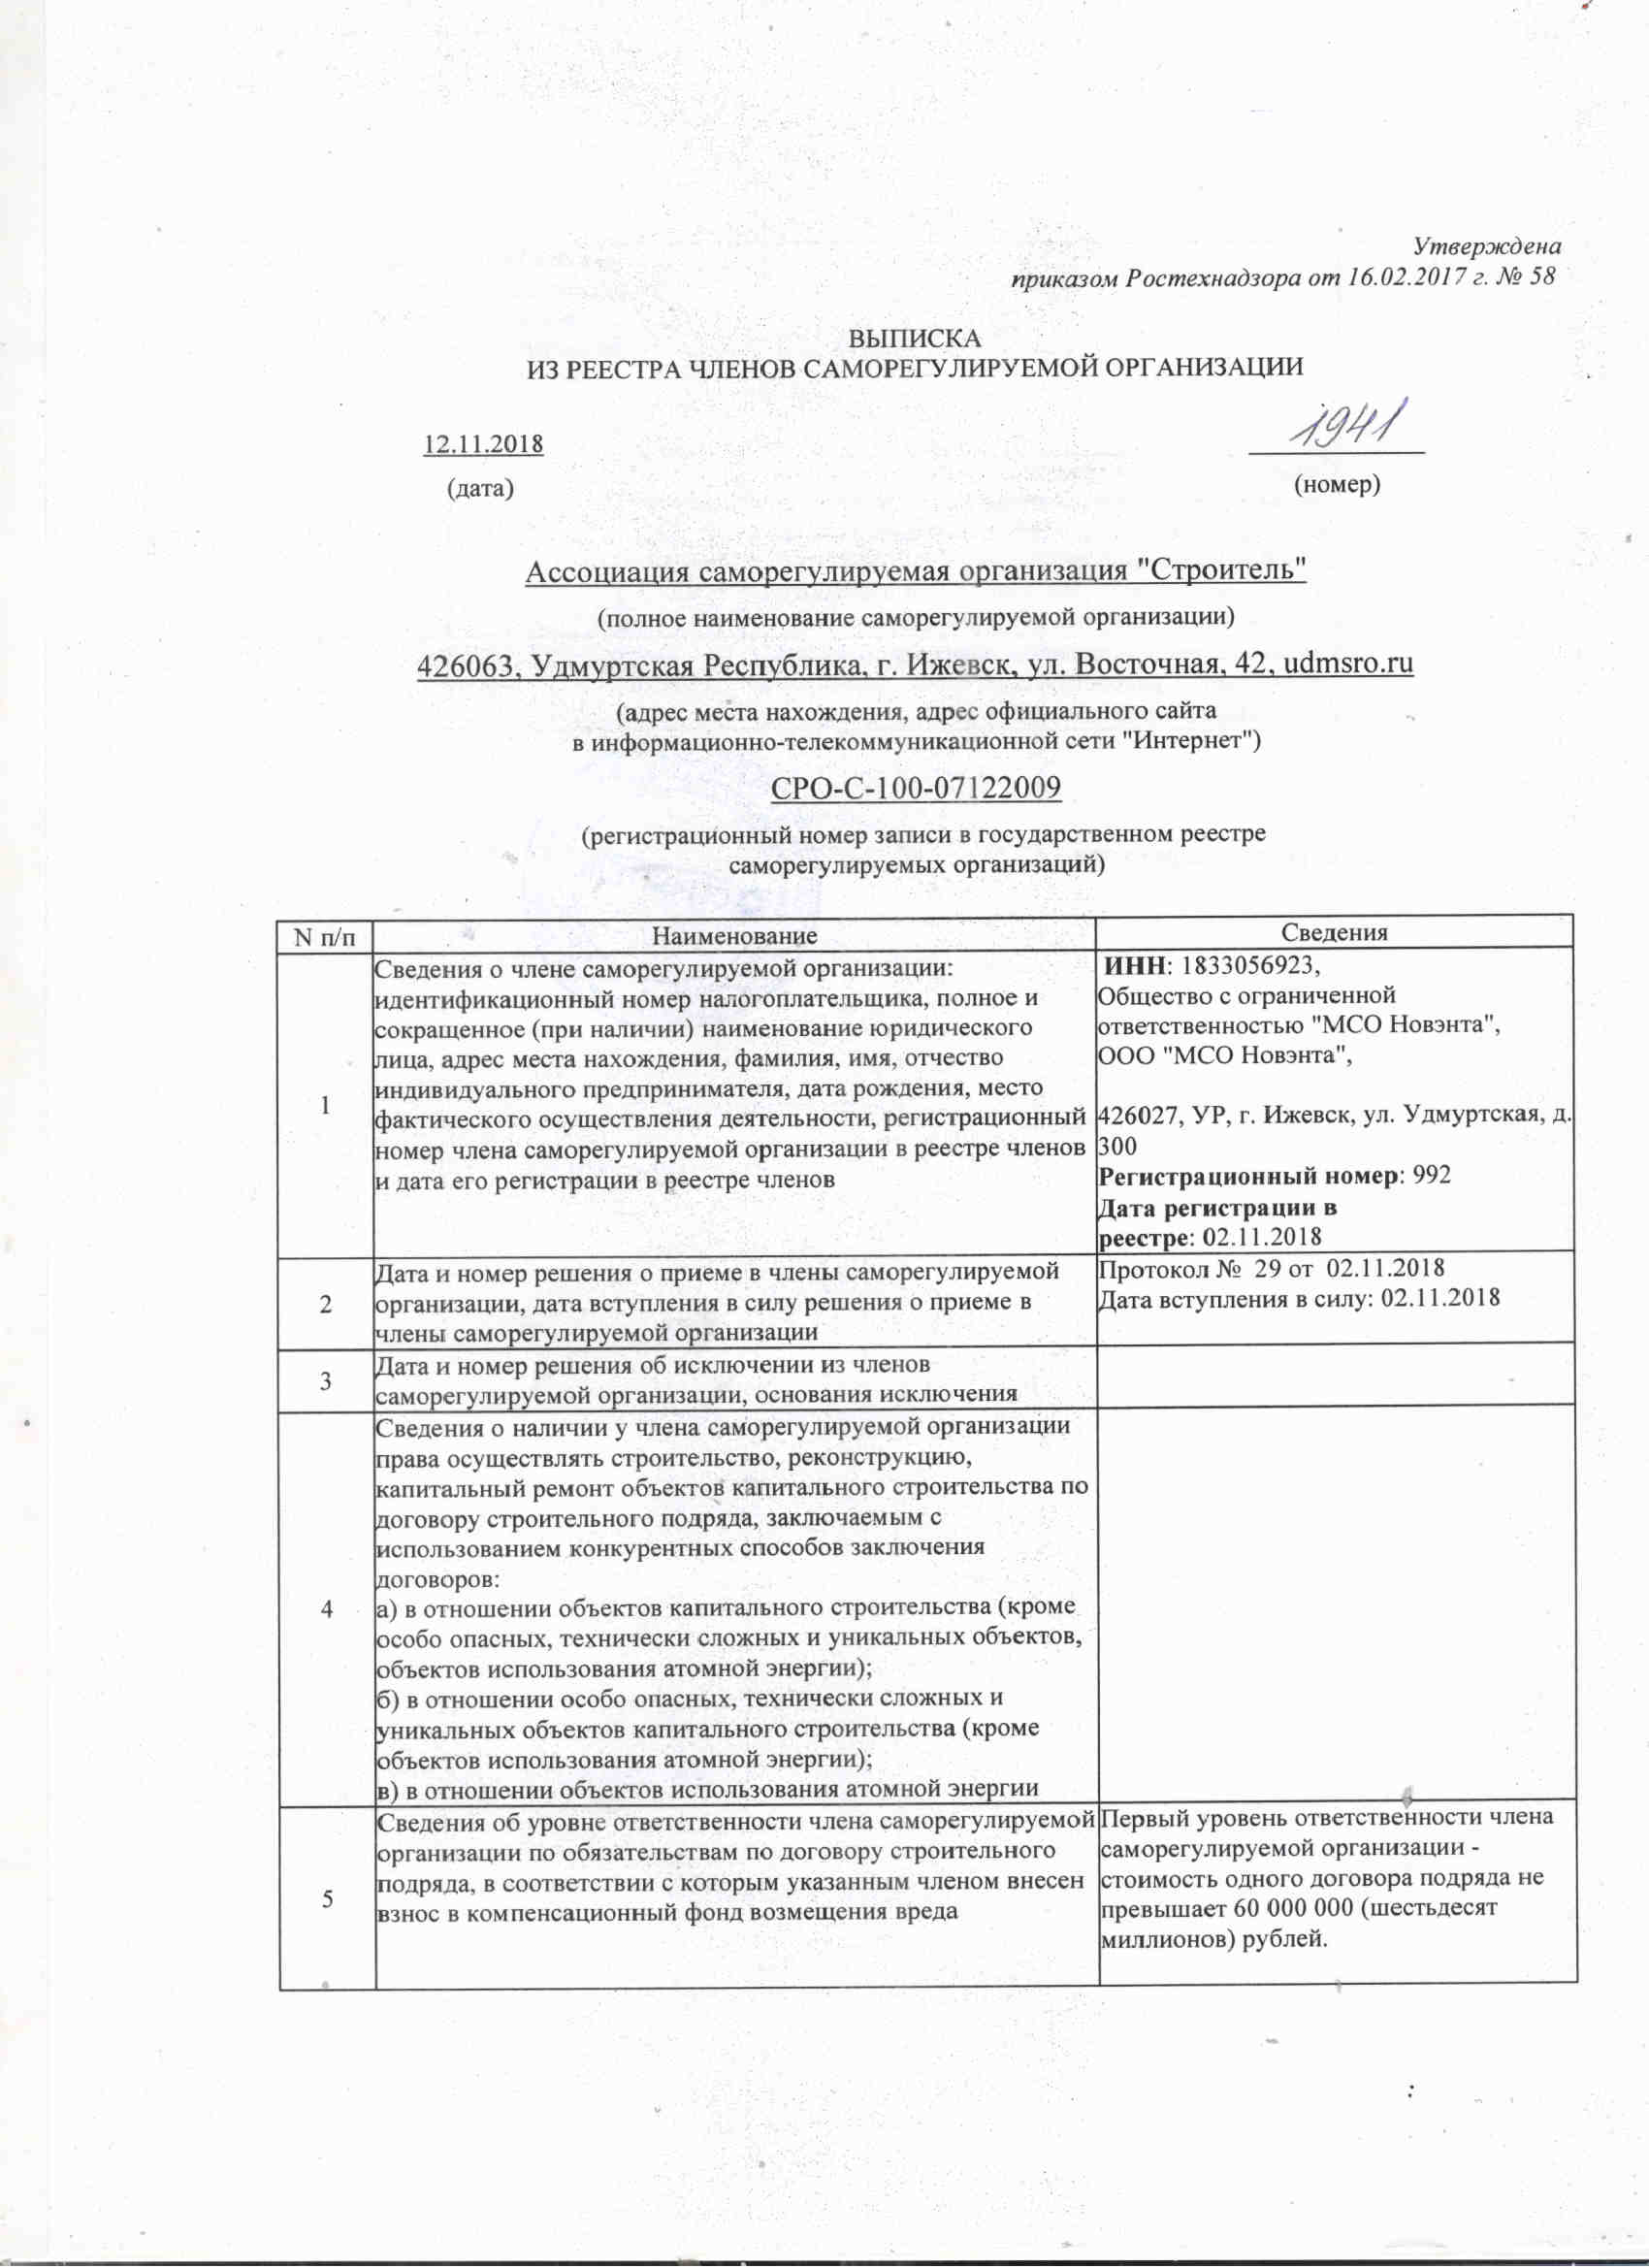 Утверждена
приказом Ростехнадзора от 16.02.2017 г. № 58
ВЫПИСКА
ИЗ РЕЕСТРА ЧЛЕНОВ САМОРЕГУЛИРУЕМОЙ ОРГАНИЗАЦИИ
12.11.2018
1941
(дата)
(номер)
Ассоциация саморегулируемая организация "Строитель"
(полное наименование саморегулируемой организации)
426063, Удмуртская Республика, г. Ижевск, ул. Восточная, 42, udmsro.ru
(адрес места нахождения, адрес официального сайта
в информационно-телекоммуникационной сети "Интернет")
СРО-С-100-07122009
(регистрационный номер записи в государственном реестре
саморегулируемых организаций)
N п/п
Наименование
Сведения
1
Сведения о члене саморегулируемой организации:
идентификационный номер налогоплательщика, полное и
сокращенное (при наличии) наименование юридического
лица, адрес места нахождения, фамилия, имя, отчество
индивидуального предпринимателя, дата рождения, место
фактического осуществления деятельности, регистрационный
номер члена саморегулируемой организации в реестре членов
и дата его регистрации в реестре членов
ИНН: 1833056923,
Общество с ограниченной
ответственностью "МСО Новэнта",
ООО "МСО Новэнта",
426027, УР, г. Ижевск, ул. Удмуртская, д.
300
Регистрационный номер: 992
Дата регистрации в
реестре: 02.11.2018
2
Дата и номер решения о приеме в члены саморегулируемой
организации, дата вступления в силу решения о приеме в
члены саморегулируемой организации
Протокол № 29 от 02.11.2018
Дата вступления в силу: 02.11.2018
3
Дата и номер решения об исключении из членов
саморегулируемой организации, основания исключения
4
Сведения о наличии у члена саморегулируемой организации
права осуществлять строительство, реконструкцию,
капитальный ремонт объектов капитального строительства по
договору строительного подряда, заключаемым с
использованием конкурентных способов заключения
договоров:
а) в отношении объектов капитального строительства (кроме
особо опасных, технически сложных и уникальных объектов,
объектов использования атомной энергии);
б) в отношении особо опасных, технически сложных и
уникальных объектов капитального строительства (кроме
объектов использования атомной энергии);
в) в отношении объектов использования атомной энергии
5
Сведения об уровне ответственности члена саморегулируемой
организации по обязательствам по договору строительного
подряда, в соответствии с которым указанным членом внесен
взнос в компенсационный фонд возмещения вреда
Первый уровень ответственности члена
саморегулируемой организации -
стоимость одного договора подряда не
превышает 60 000 000 (шестьдесят
миллионов) рублей.